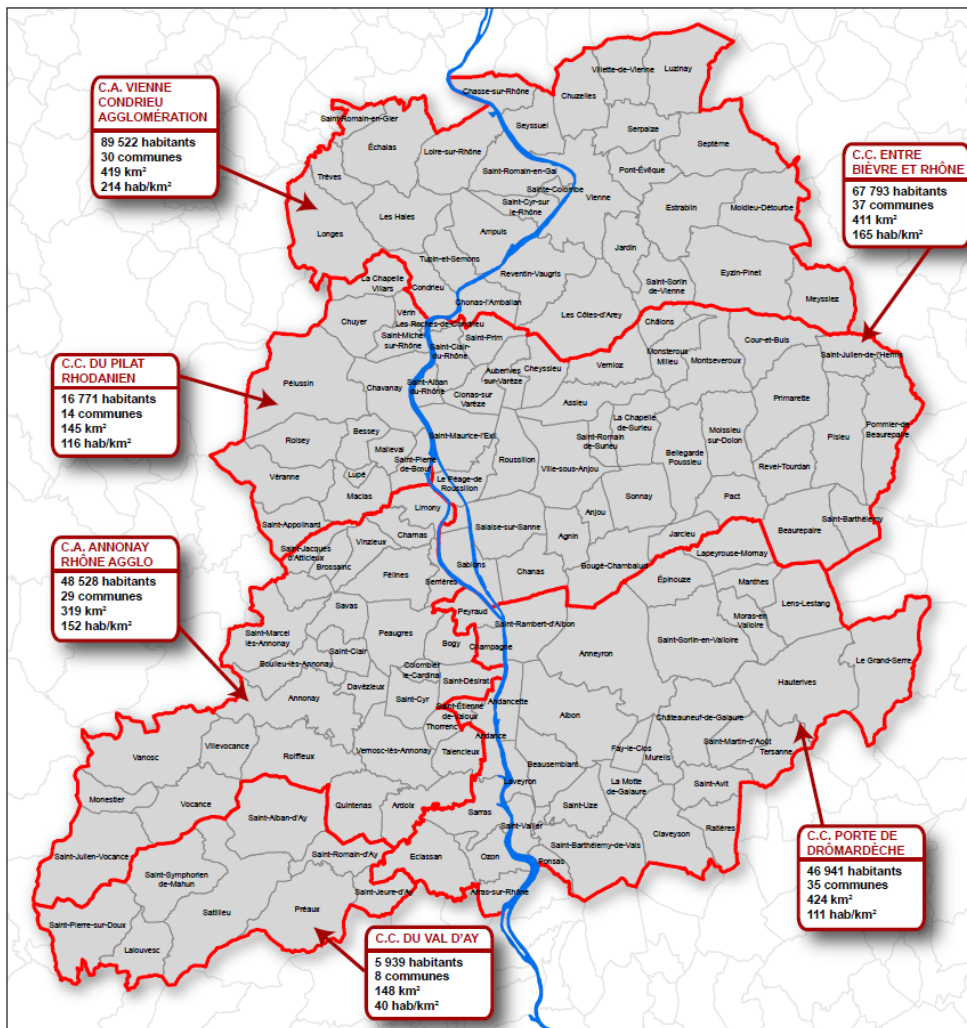 Villette-de-Vienne
Luzinay
Chasse-sur-Rhône
Chuzelles
C.A. VIENNE
CONDRIEU
AGGLOMÉRATION
89 522 habitants
30 communes
419 km²
214 hab/km²
Saint-Romain-en-Gier
Seyssuel
Serpaize
Septème
Échalas
Loire-sur-Rhône
C.C. ENTRE
BIÈVRE ET RHÔNE
67 793 habitants
37 communes
411 km²
165 hab/km²
Trèves
Saint-Romain-en-Gal
Pont-Évêque
Sainte-Colombe
Vienne
Saint-Cyr-sur
le-Rhône
Les Haies
Estrablin
Moidieu-Détourbe
Longes
Ampuis
Jardin
Tupin-et-Semons
Reventin-Vaugris
Eyzin-Pinet
La Chapelle
Villars
Condrieu
Saint-Sorlin
de-Vienne
Meyssiez
Chonas-l'Amballan
Vérin
Les Côtes-d'Arey
Chuyer
Les Roches-de-Condrieu
Châlons
Saint-Michel
sur-Rhône
Saint-Clair
du-Rhône
Saint-Prim
Cour-et-Buis
C.C. DU PILAT
RHODANIEN
16 771 habitants
14 communes
145 km²
116 hab/km²
Monsteroux
Milieu
Montseveroux
Saint-Julien-de-l'Herms
Cheyssieu
Vernioz
Auberives
sur-Varèze
Pélussin
Chavanay
Saint-Alban
du-Rhône
Clonas-sur
Varèze
Assieu
Primarette
La Chapelle
de-Surieu
Moissieu
sur-Dolon
Pommier-de
Beaurepaire
Bessey
Roisey
Saint-Maurice-l'Exil
Saint-Romain
de-Surieu
Pisieu
Malleval
Bellegarde
Poussieu
Roussillon
Saint-Pierre
de-Bœuf
Ville-sous-Anjou
Revel-Tourdan
Véranne
Lupé
Le Péage-de
Roussillon
Maclas
Sonnay
Pact
Limony
Anjou
Saint-Barthélemy
Saint-Appolinard
Salaise-sur-Sanne
Beaurepaire
Charnas
Agnin
Jarcieu
C.A. ANNONAY
RHÔNE AGGLO
48 528 habitants
29 communes
319 km²
152 hab/km²
Vinzieux
Saint-Jacques
d'Atticieux
Lapeyrouse-Mornay
Brossainc
Sablons
Chanas
Bougé-Chambalud
Félines
Serrières
Épinouze
Manthes
Lens-Lestang
Savas
Peyraud
Saint-Rambert-d'Albon
Moras-en
Valloire
Saint-Marcel
lès-Annonay
Peaugres
Bogy
Champagne
Saint-Sorlin-en-Valloire
Saint-Clair
Anneyron
Le Grand-Serre
Boulieu-lès-Annonay
Colombier
le-Cardinal
Saint-Désirat
Hauterives
Davézieux
Annonay
Saint-Cyr
Andancette
Saint-Étienne
de-Valoux
Albon
Châteauneuf-de-Galaure
Thorrenc
Andance
Villevocance
Saint-Martin-d'Août
Tersanne
Vanosc
Roiffieux
Vernosc-lès-Annonay
Talencieux
Fay-le-Clos
Mureils
Beausemblant
Laveyron
La Motte
de-Galaure
Saint-Avit
Monestier
Vocance
Quintenas
Ardoix
Sarras
Saint-Uze
Saint-Alban-d'Ay
Saint-Vallier
Claveyson
Ratières
Saint-Barthélemy-de-Vals
C.C. PORTE DE
DRÔMARDÈCHE
46 941 habitants
35 communes
424 km²
111 hab/km²
Saint-Julien-Vocance
Saint-Romain-d'Ay
Eclassan
Ozon
Ponsas
Saint-Symphorien
de-Mahun
Saint-Jeure-d'Ay
Arras-sur-Rhône
Préaux
Satillieu
Saint-Pierre-sur-Doux
Lalouvesc
C.C. DU VAL D'AY
5 939 habitants
8 communes
148 km²
40 hab/km²